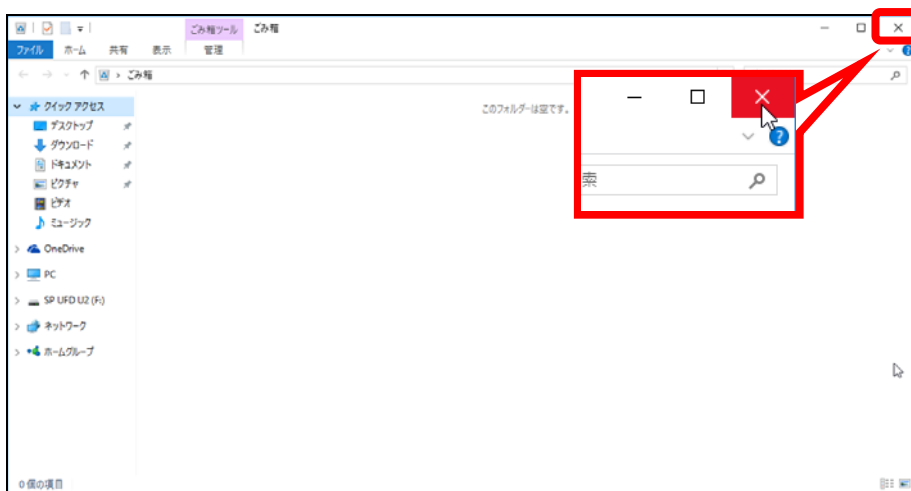 ごみ箱ツール ごみ箱
ファイル ホーム 共有 表示 管理
ごみ箱
クイック アクセス
このフォルダーは空です。
デスクトップ
ダウンロード
ドキュメント
ピクチャ
ビデオ
ミュージック
索
OneDrive
PC
SP UFD U2 (F:)
ネットワーク
ホームグループ
0 個の項目